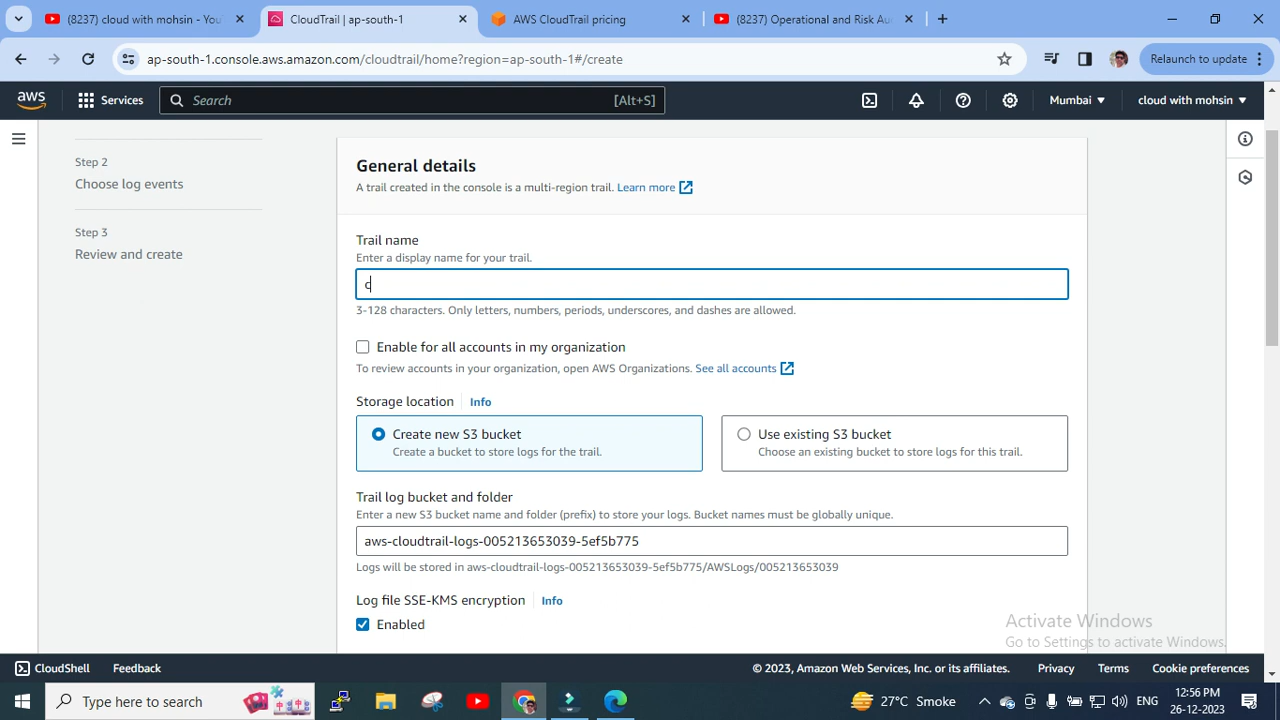 (8237) cloud with mohsin - You
CloudTrail | ap-south-1
AWS CloudTrail pricing
(8237) Operational and Risk Au
ap-south-1.console.aws.amazon.com/cloudtrail/home?region=ap-south-1#/create
Relaunch to update
aws
Services
Search
[Alt+S]
Mumbai
cloud with mohsin
Step 2
Choose log events
Step 3
Review and create
General details
A trail created in the console is a multi-region trail. Learn more
Trail name
Enter a display name for your trail.
c
3-128 characters. Only letters, numbers, periods, underscores, and dashes are allowed.
Enable for all accounts in my organization
To review accounts in your organization, open AWS Organizations. See all accounts
Storage location Info
Create new S3 bucket
Create a bucket to store logs for the trail.
Use existing S3 bucket
Choose an existing bucket to store logs for this trail.
Trail log bucket and folder
Enter a new S3 bucket name and folder (prefix) to store your logs. Bucket names must be globally unique.
aws-cloudtrail-logs-005213653039-5ef5b775
Logs will be stored in aws-cloudtrail-logs-005213653039-5ef5b775/AWSLogs/005213653039
Log file SSE-KMS encryption Info
Enabled
Activate Windows
Go to Settings to activate Windows.
CloudShell
Feedback
© 2023, Amazon Web Services, Inc. or its affiliates.
Privacy
Terms
Cookie preferences
Type here to search
27°C Smoke
ENG
12:56 PM
26-12-2023